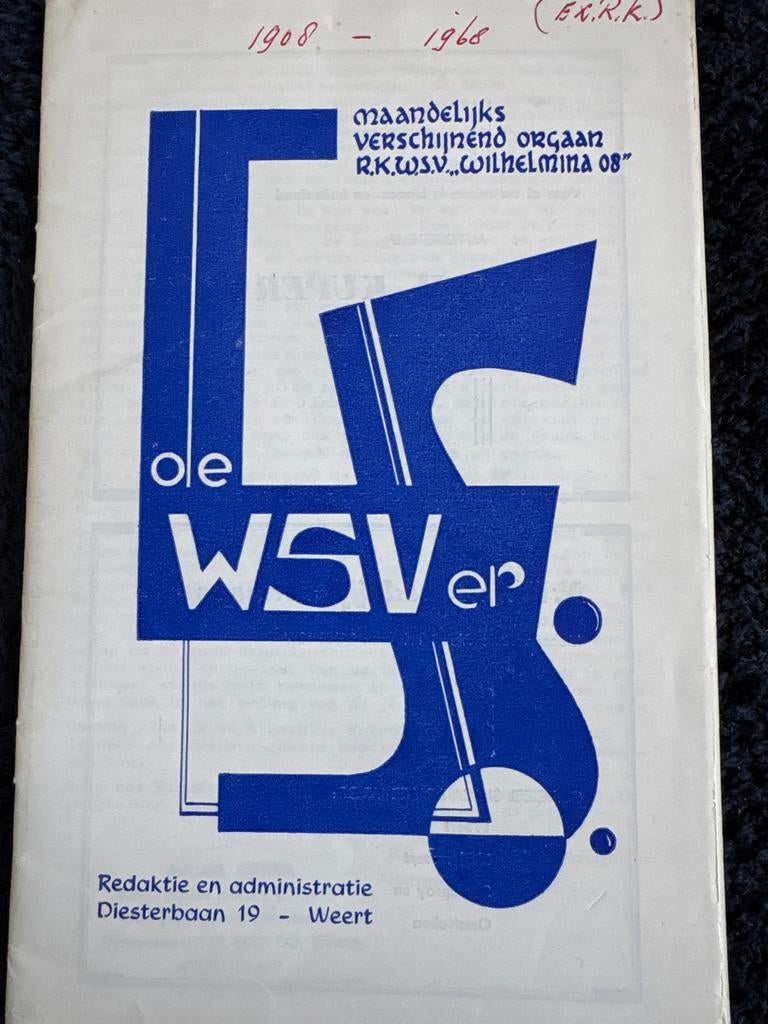 (Ex.R.K.)
1908 - 1968
maandelijks
verschijnend orgaan
R.K.W.S.V. „Wilhelmina 08”
de
WSVer
Redaktie en administratie
Diesterbaan 19 - Weert